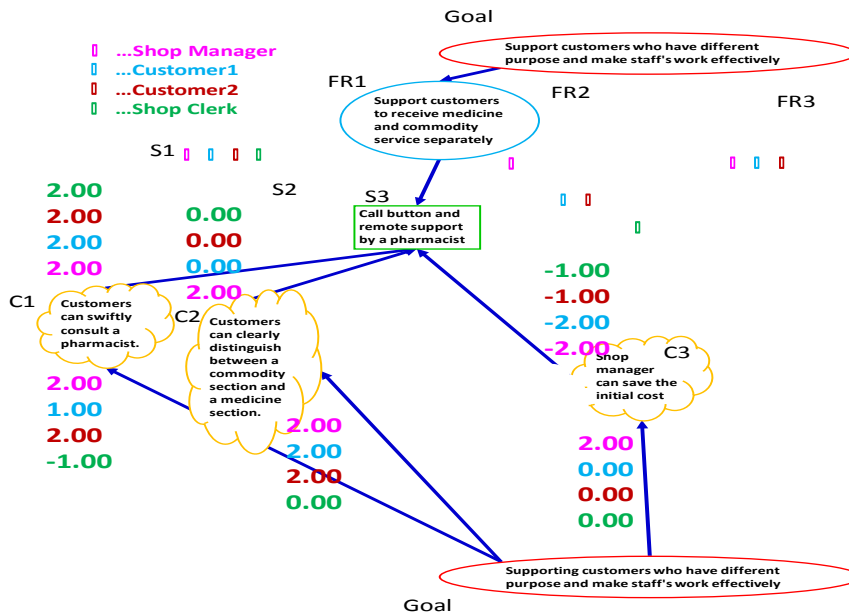 Goal
Support customers who have different
purpose and make staff's work effectively
...Shop Manager
...Customer1
...Customer2
...Shop Clerk
FR1
FR2
FR3
Support customers
to receive medicine
and commodity
service separately
S1
S2
S3
Call button and
remote support
by a pharmacist
2.00
2.00
2.00
2.00
0.00
0.00
0.00
2.00
-1.00
-1.00
-2.00
-2.00
C1
Customers
can swiftly
consult a
pharmacist.
C2
Customers
can clearly
distinguish
between a
commodity
section and
a medicine
section.
C3
Shop
manager
can save the
initial cost
2.00
1.00
2.00
-1.00
2.00
2.00
2.00
0.00
2.00
0.00
0.00
0.00
Supporting customers who have different
purpose and make staff's work effectively
Goal